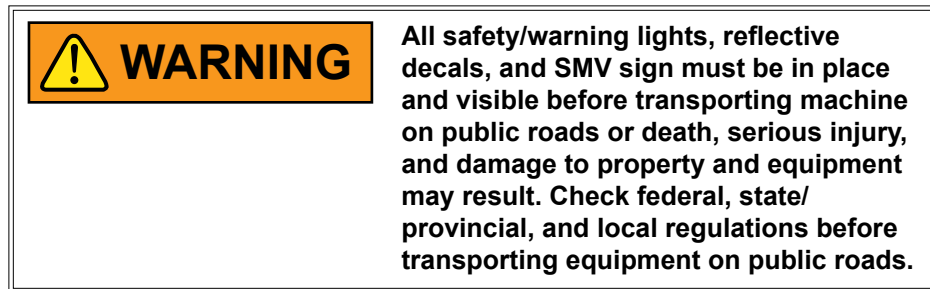 WARNING
All safety/warning lights, reflective
decals, and SMV sign must be in place
and visible before transporting machine
on public roads or death, serious injury,
and damage to property and equipment
may result. Check federal, state/
provincial, and local regulations before
transporting equipment on public roads.